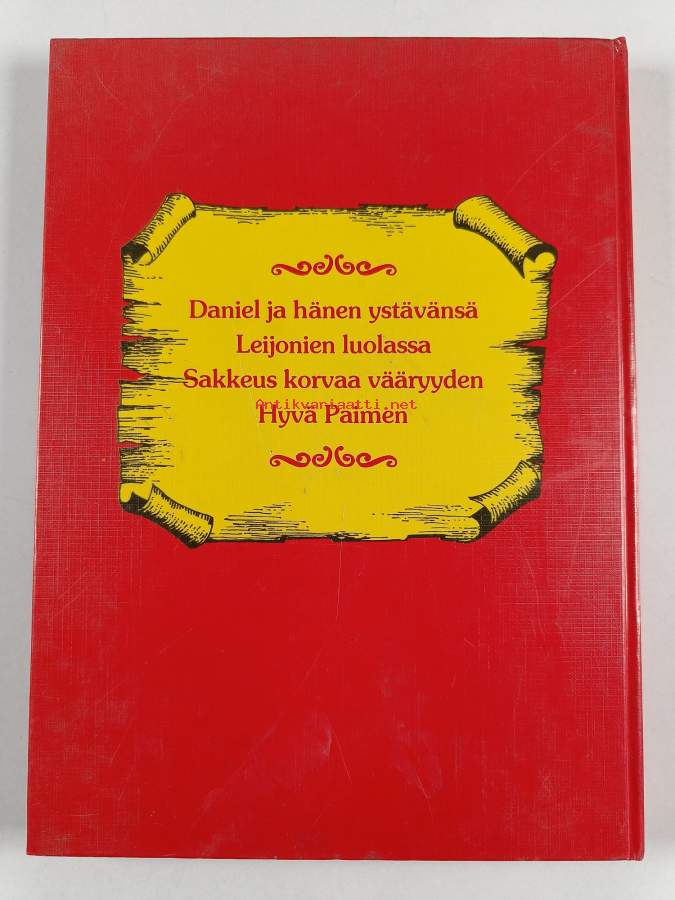 Daniel ja hänen ystävänsä
Leijonien luolassa
Sakkeus korvaa vääryyden
Antikvariaatti.net
Hyvä Paimen